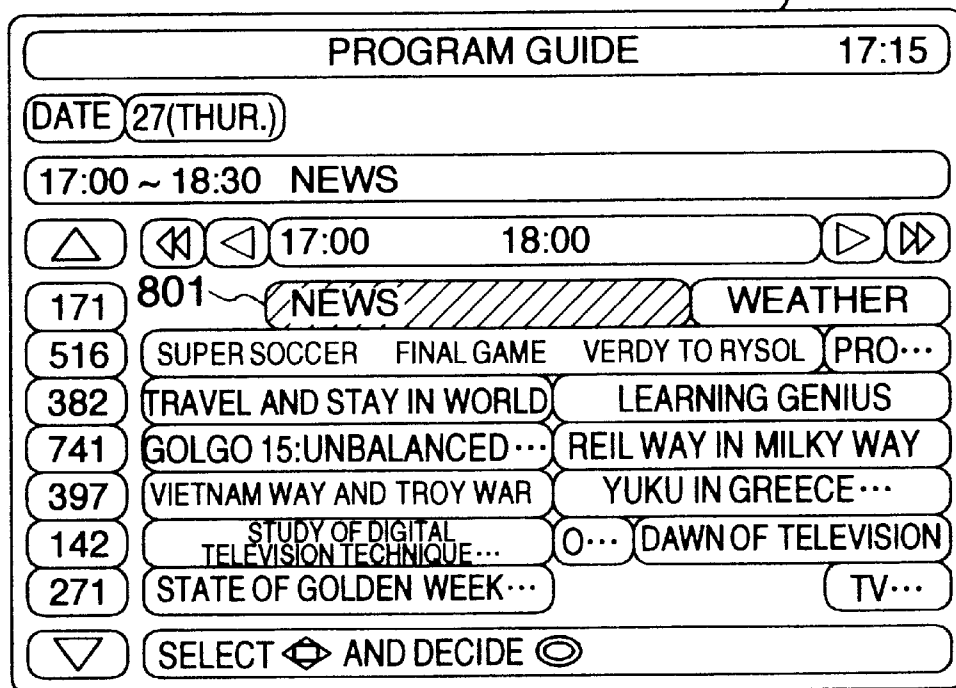 PROGRAM GUIDE 17:15
DATE 27(THUR.)
17:00 ~ 18:30 NEWS
17:00 18:00
171 801 NEWS WEATHER
516 SUPER SOCCER FINAL GAME VERDY TO RYSOL PRO···
382 TRAVEL AND STAY IN WORLD LEARNING GENIUS
741 GOLGO 15:UNBALANCED··· REIL WAY IN MILKY WAY
397 VIETNAM WAY AND TROY WAR YUKU IN GREECE···
142 STUDY OF DIGITAL
TELEVISION TECHNIQUE··· O··· DAWN OF TELEVISION
271 STATE OF GOLDEN WEEK··· TV···
SELECT AND DECIDE